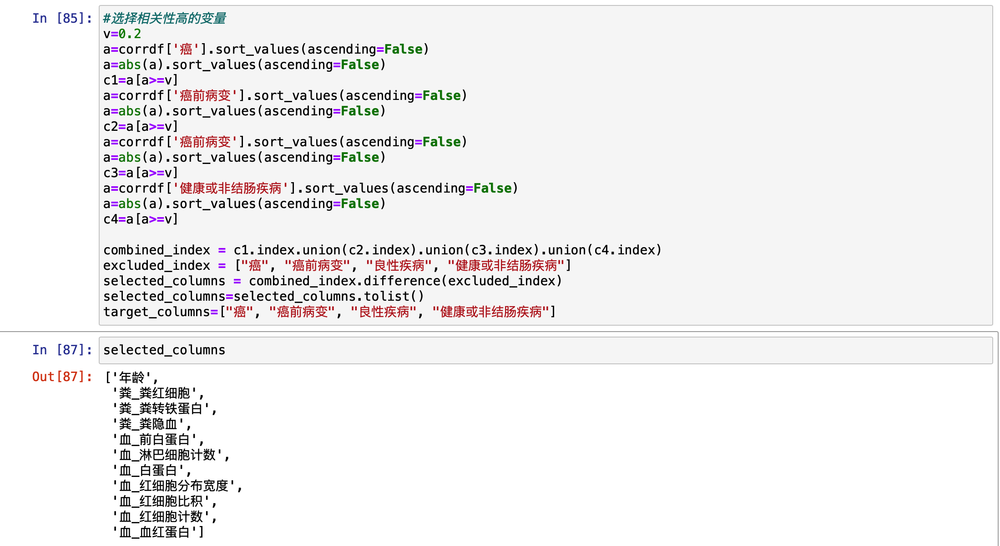 In [85]:
#选择相关性高的变量
v=0.2
a=corrdf['癌'].sort_values(ascending=False)
a=abs(a).sort_values(ascending=False)
c1=a[a>=v]
a=corrdf['癌前病变'].sort_values(ascending=False)
a=abs(a).sort_values(ascending=False)
c2=a[a>=v]
a=corrdf['癌前病变'].sort_values(ascending=False)
a=abs(a).sort_values(ascending=False)
c3=a[a>=v]
a=corrdf['健康或非结肠疾病'].sort_values(ascending=False)
a=abs(a).sort_values(ascending=False)
c4=a[a>=v]
combined_index = c1.index.union(c2.index).union(c3.index).union(c4.index)
excluded_index = ["癌", "癌前病变", "良性疾病", "健康或非结肠疾病"]
selected_columns = combined_index.difference(excluded_index)
selected_columns=selected_columns.tolist()
target_columns=["癌", "癌前病变", "良性疾病", "健康或非结肠疾病"]
In [87]:
selected_columns
Out[87]:
['年龄',
'粪_粪红细胞',
'粪_粪转铁蛋白',
'粪_粪隐血',
'血_前白蛋白',
'血_淋巴细胞计数',
'血_白蛋白',
'血_红细胞分布宽度',
'血_红细胞比积',
'血_红细胞计数',
'血_血红蛋白']